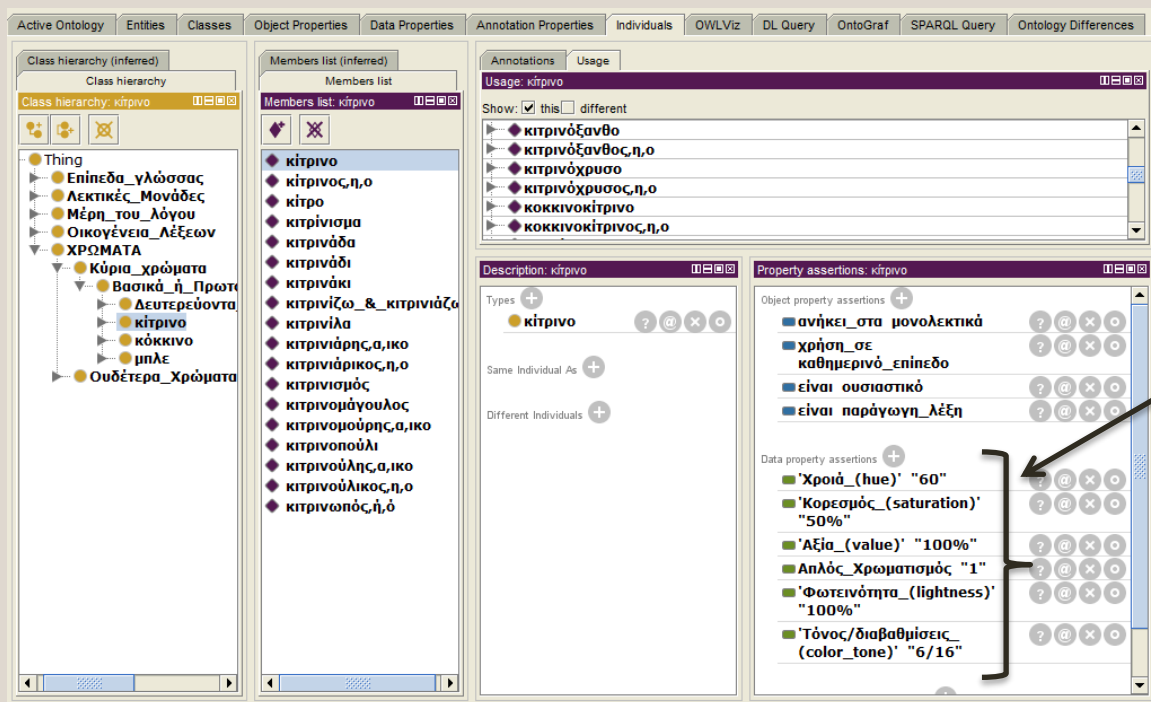 Active Ontology Entities Classes Object Properties Data Properties Annotation Properties Individuals OWLViz DL Query OntoGraf SPARQL Query Ontology Differences
Class hierarchy (inferred)
Class hierarchy
Class hierarchy: κίτρινο
Thing
Επίπεδα_γλώσσας
Λεκτικές_Μονάδες
Μέρη_του_λόγου
Οικογένεια_Λέξεων
ΧΡΩΜΑΤΑ
Κύρια_χρώματα
Βασικά_ή_Πρωτ
Δευτερεύοντα
κίτρινο
κόκκινο
μπλε
Ουδέτερα_Χρώματα
Members list (inferred)
Members list
Members list: κίτρινο
κίτρινο
κίτρινος,η,ο
κίτρο
κιτρίνισμα
κιτρινάδα
κιτρινάδι
κιτρινάκι
κιτρινίζω_&_κιτρινιάζω
κιτρινίλα
κιτρινιάρης,α,ικο
κιτρινιάρικος,η,ο
κιτρινισμός
κιτρινομάγουλος
κιτρινομούρης,α,ικο
κιτρινοπούλι
κιτρινούλης,α,ικο
κιτρινούλικος,η,ο
κιτρινωπός,ή,ό
Annotations Usage
Usage: κίτρινο
Show: this different
κιτρινόξανθο
κιτρινόξανθος,η,ο
κιτρινόχρυσο
κιτρινόχρυσος,η,ο
κοκκινοκίτρινο
κοκκινοκίτρινος,η,ο
Description: κίτρινο
Types
κίτρινο
Same Individual As
Different Individuals
Property assertions: κίτρινο
Object property assertions
ανήκει_στα μονολεκτικά
χρήση_σε
καθημερινό_επίπεδο
είναι ουσιαστικό
είναι παράγωγη_λέξη
Data property assertions
'Χροιά_(hue)' "60"
'Κορεσμός_(saturation)'
"50%"
'Αξία_(value)' "100%"
Απλός_Χρωματισμός "1"
'Φωτεινότητα_(lightness)'
"100%"
'Τόνος/διαβαθμίσεις_
(color_tone)' "6/16"